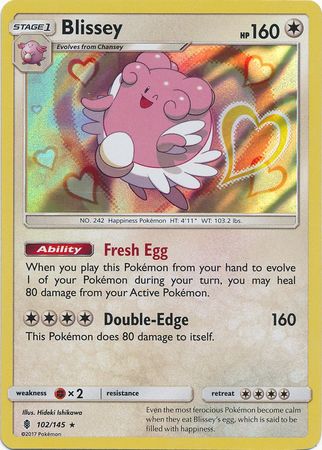 STAGE 1 Blissey HP 160
Evolves from Chansey
NO. 242 Happiness Pokémon HT: 4'11" WT: 103.2 lbs.
Ability Fresh Egg
When you play this Pokémon from your hand to evolve
1 of your Pokémon during your turn, you may heal
80 damage from your Active Pokémon.
Double-Edge 160
This Pokémon does 80 damage to itself.
weakness × 2 resistance retreat
Illus. Hideki Ishikawa
102/145
©2017 Pokémon
Even the most ferocious Pokémon become calm
when they eat Blissey's egg, which is said to be
filled with happiness.